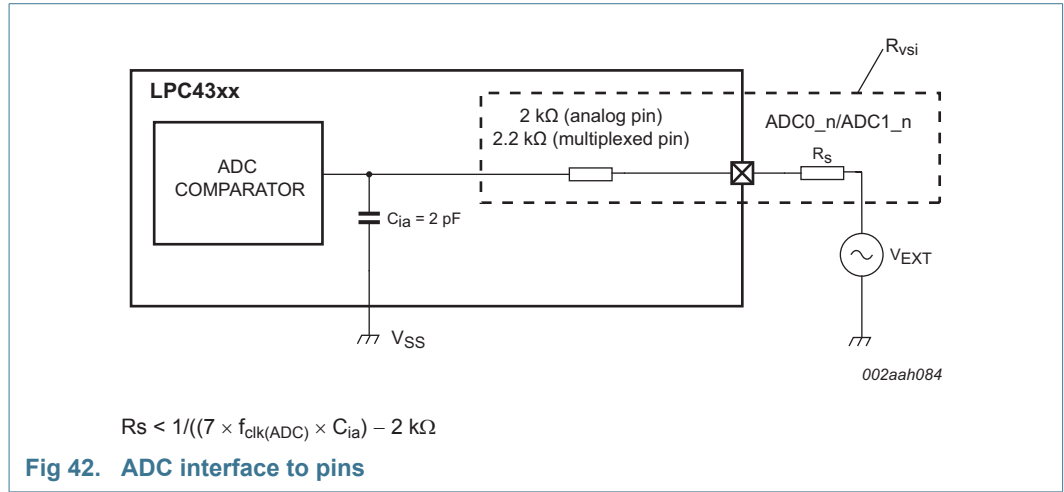 R_vsi
LPC43xx
2 kΩ (analog pin)
2.2 kΩ (multiplexed pin)
ADC0_n/ADC1_n
R_s
ADC
COMPARATOR
C_ia = 2 pF
V_EXT
V_SS
002aah084
Rs < 1/((7 × f_clk(ADC) × C_ia) – 2 kΩ
Fig 42. ADC interface to pins